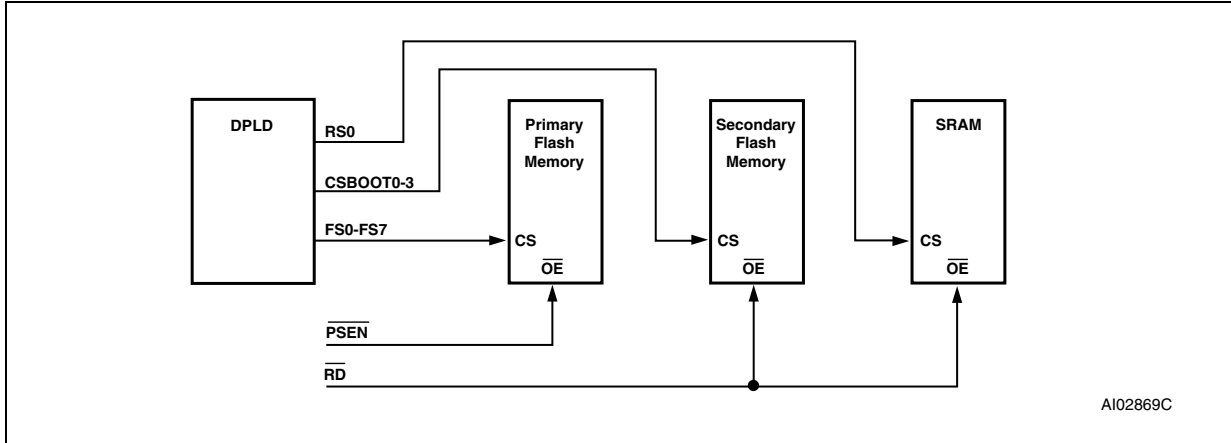 DPLD
RS0
CSBOOT0-3
FS0-FS7
Primary
Flash
Memory
CS
OE
Secondary
Flash
Memory
CS
OE
SRAM
CS
OE
PSEN
RD
AI02869C